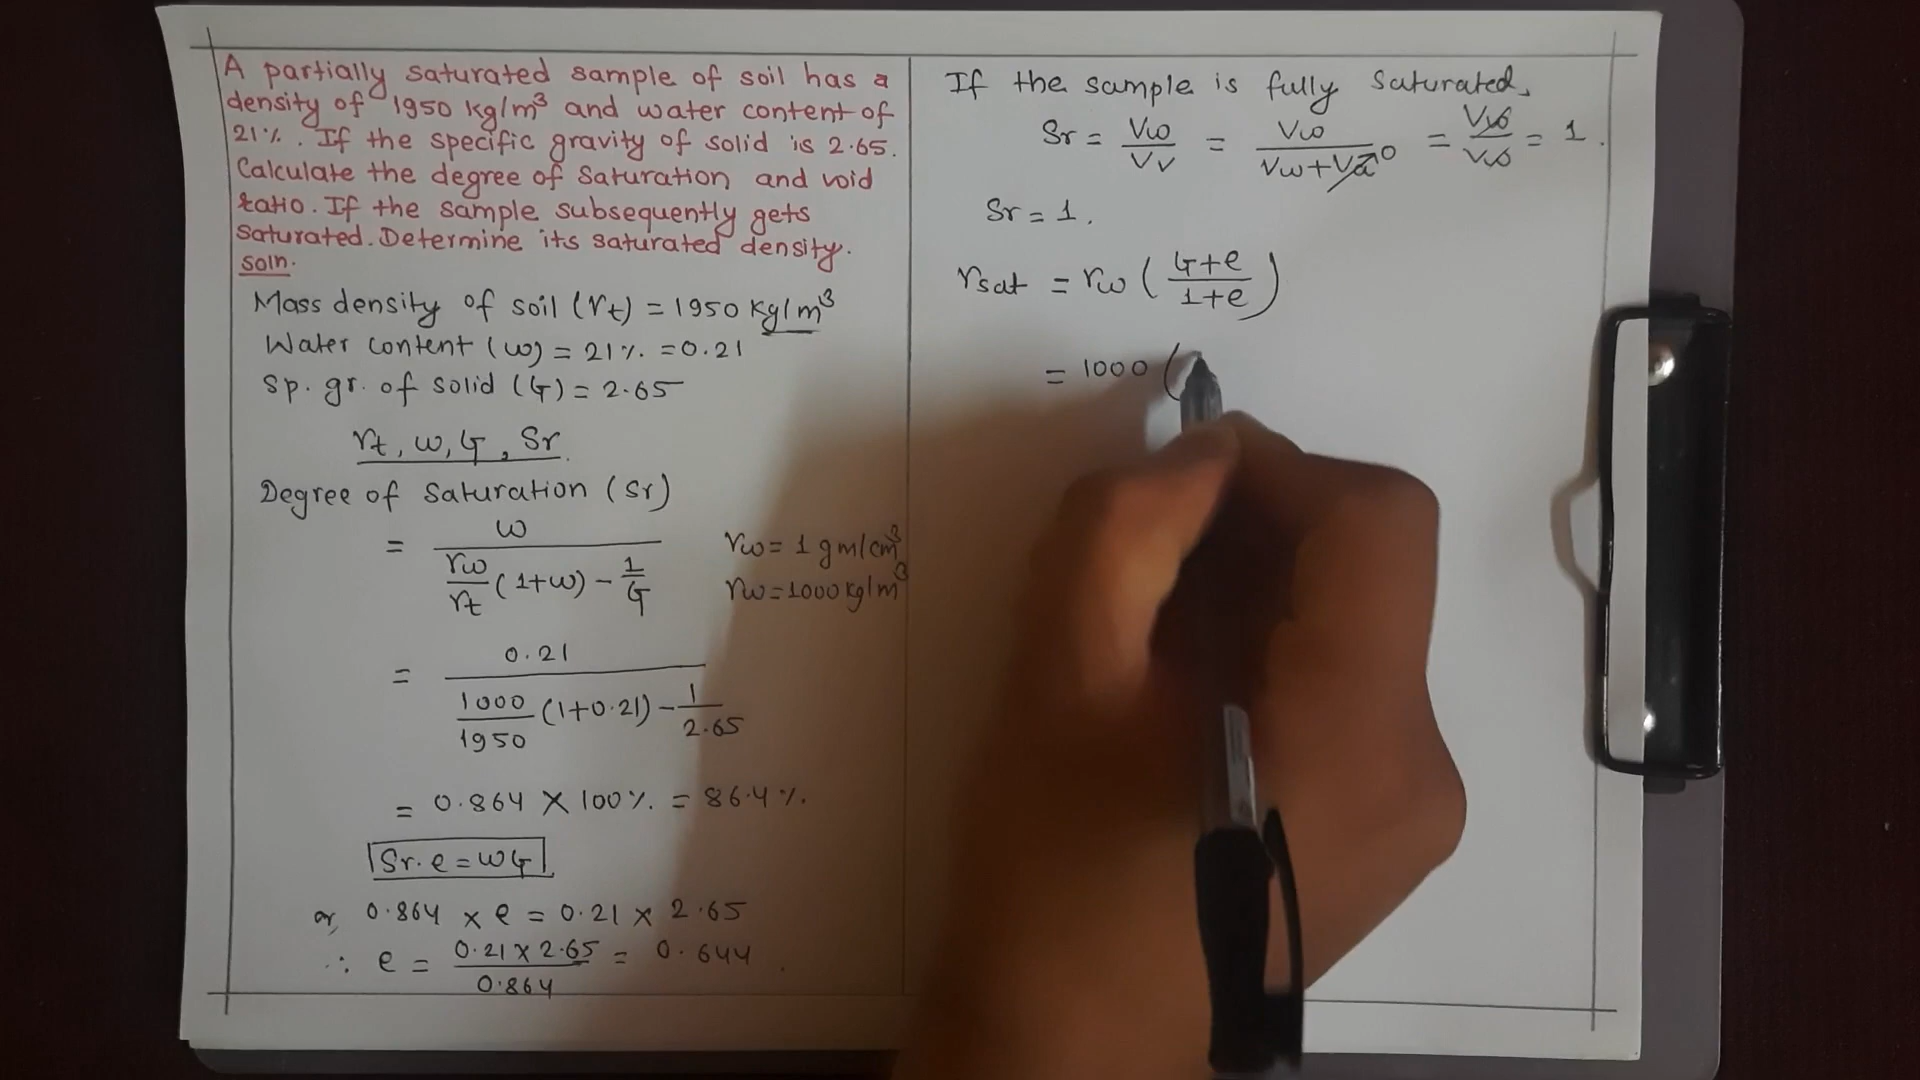 A partially saturated sample of soil has a
density of 1950 kg/m³ and water content of
21%. If the specific gravity of solid is 2.65.
Calculate the degree of saturation and void
ratio. If the sample subsequently gets
saturated. Determine its saturated density.
soln.
Mass density of soil (γt) = 1950 kg/m³
Water content (w) = 21% = 0.21
Sp. gr. of solid (G) = 2.65
γt, w, G, Sr.
Degree of saturation (Sr)
= w / (γw/γt (1+w) - 1/G)
γw = 1 gm/cm³
γw = 1000 kg/m³
= 0.21 / (1000/1950 (1+0.21) - 1/2.65)
= 0.864 × 100% = 86.4%.
Sr.e = wG
or, 0.864 × e = 0.21 × 2.65
∴ e = 0.21 × 2.65 / 0.864 = 0.644
If the sample is fully saturated,
Sr = Vw/Vv = Vw/(Vw+Va⁰) = Vw/Vw = 1.
Sr = 1.
γsat = γw (G+e / 1+e)
= 1000 (